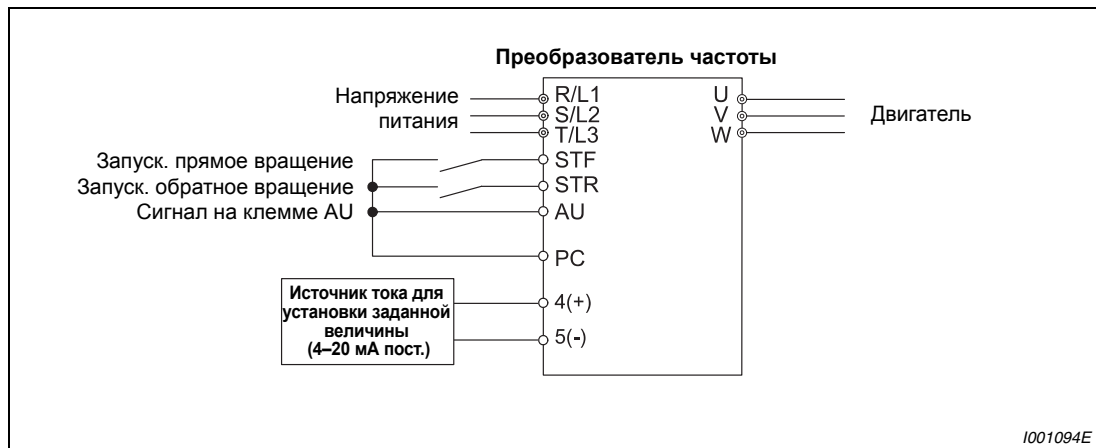 Преобразователь частоты
Напряжение
питания
R/L1
S/L2
T/L3
U
V
W
Двигатель
Запуск. прямое вращение
STF
Запуск. обратное вращение
STR
Сигнал на клемме AU
AU
PC
Источник тока для
установки заданной
величины
(4–20 мА пост.)
4(+)
5(-)
I001094E